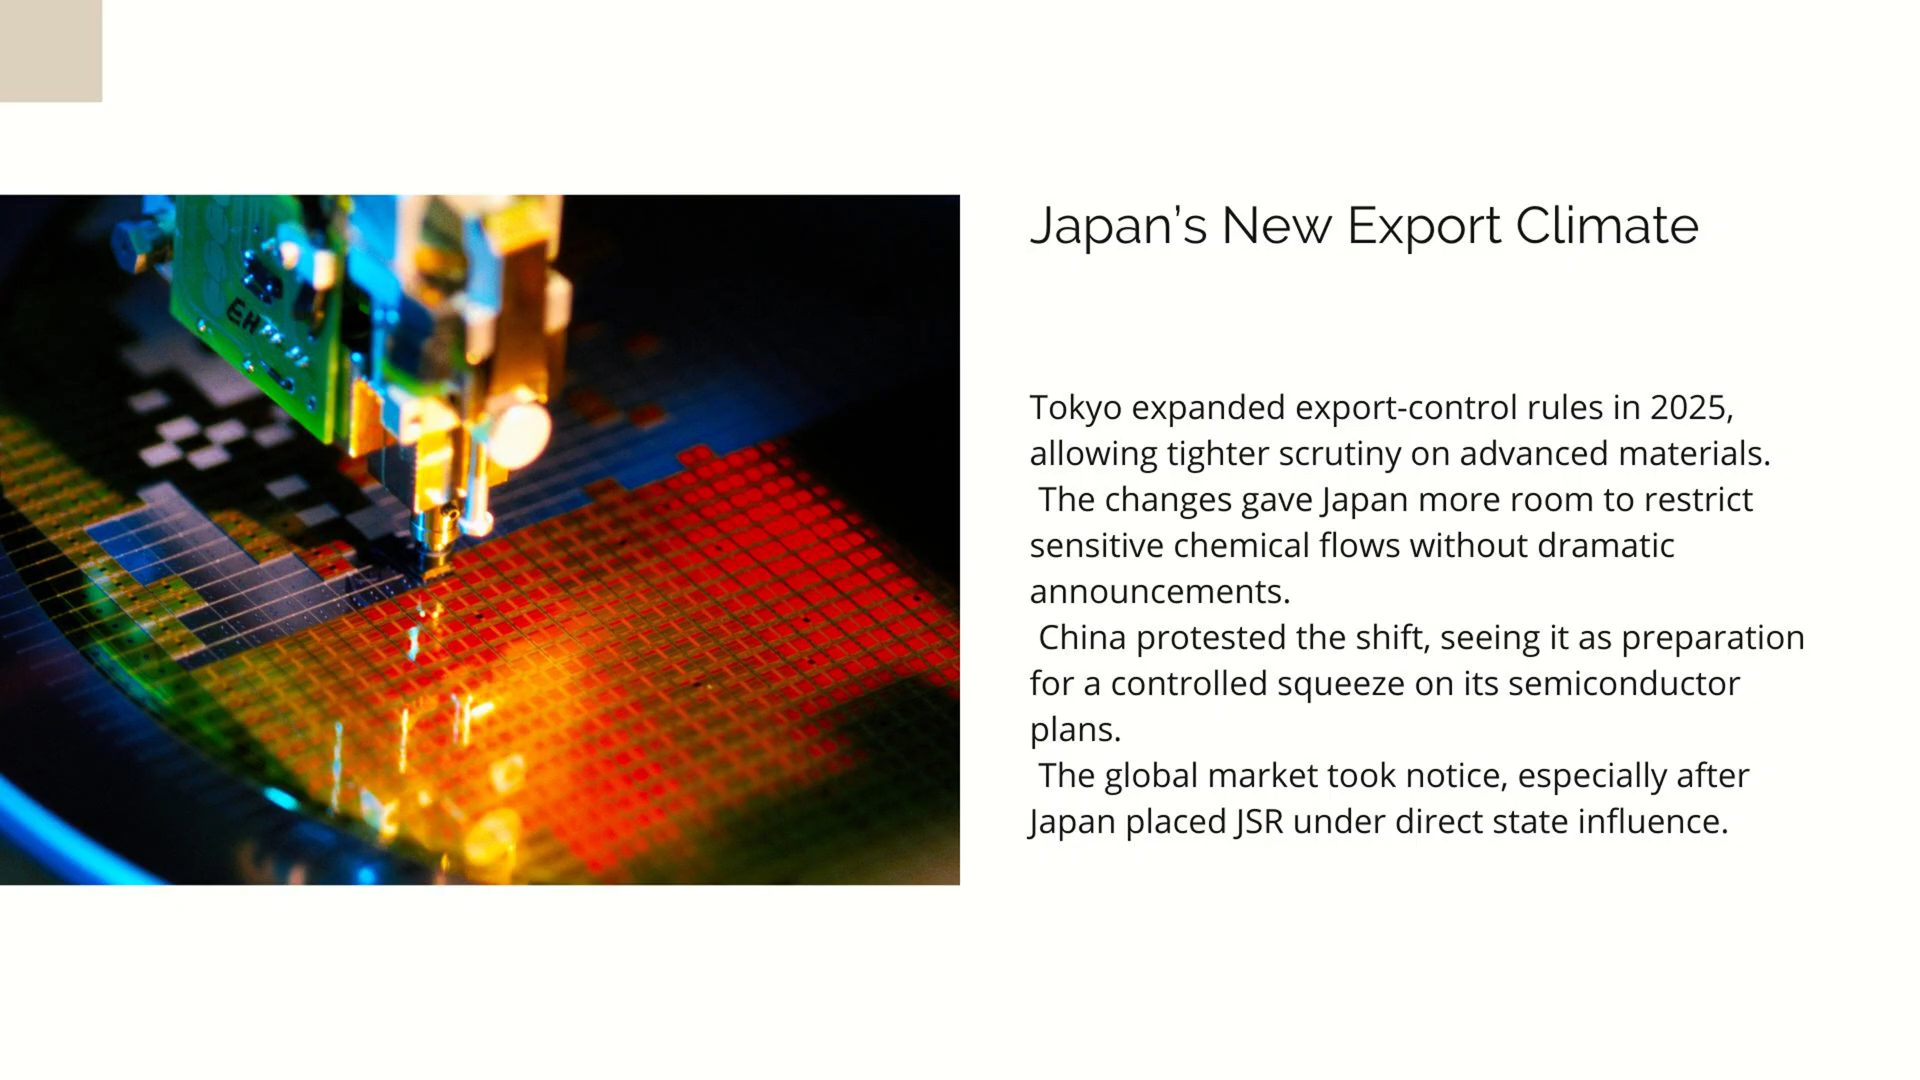 Japan’s New Export Climate
Tokyo expanded export-control rules in 2025,
allowing tighter scrutiny on advanced materials.
The changes gave Japan more room to restrict
sensitive chemical flows without dramatic
announcements.
China protested the shift, seeing it as preparation
for a controlled squeeze on its semiconductor
plans.
The global market took notice, especially after
Japan placed JSR under direct state influence.